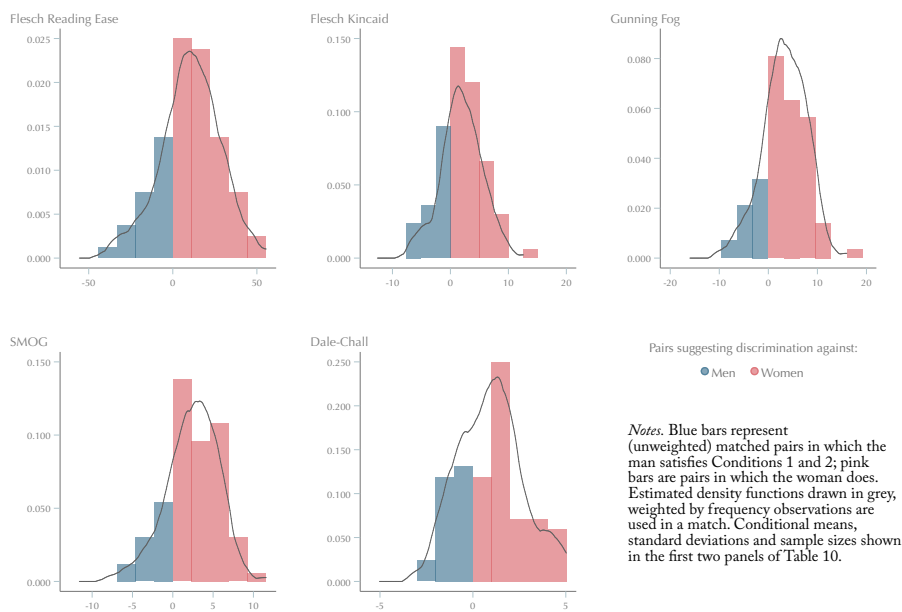 Flesch Reading Ease
0.025
0.020
0.015
0.010
0.005
0.000
-50
0
50
Flesch Kincaid
0.150
0.100
0.050
0.000
-10
0
10
20
Gunning Fog
0.080
0.060
0.040
0.020
0.000
-20
-10
0
10
20
SMOG
0.150
0.100
0.050
0.000
-10
-5
0
5
10
Dale-Chall
0.250
0.200
0.150
0.100
0.050
0.000
-5
0
5
Pairs suggesting discrimination against:
Men Women
Notes. Blue bars represent
(unweighted) matched pairs in which the
man satisfies Conditions 1 and 2; pink
bars are pairs in which the woman does.
Estimated density functions drawn in grey,
weighted by frequency observations are
used in a match. Conditional means,
standard deviations and sample sizes shown
in the first two panels of Table 10.